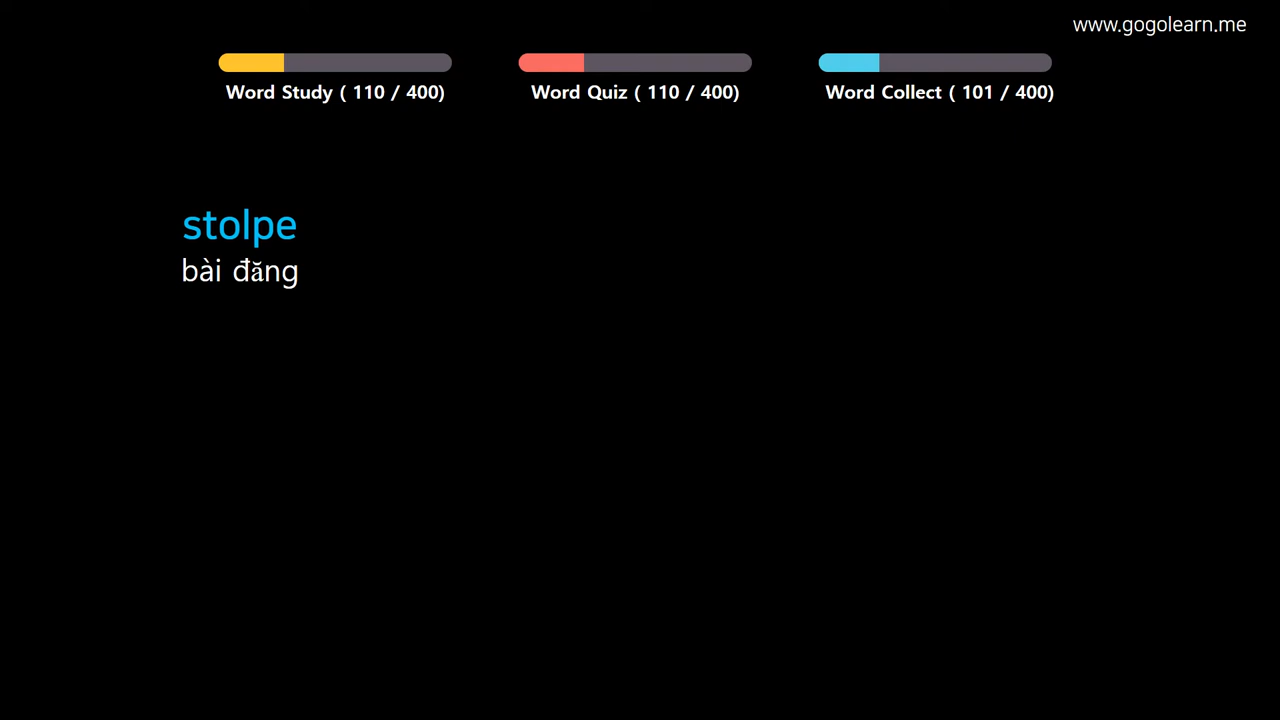 www.gogolearn.me
Word Study ( 110 / 400)
Word Quiz ( 110 / 400)
Word Collect ( 101 / 400)
stolpe
bài đăng